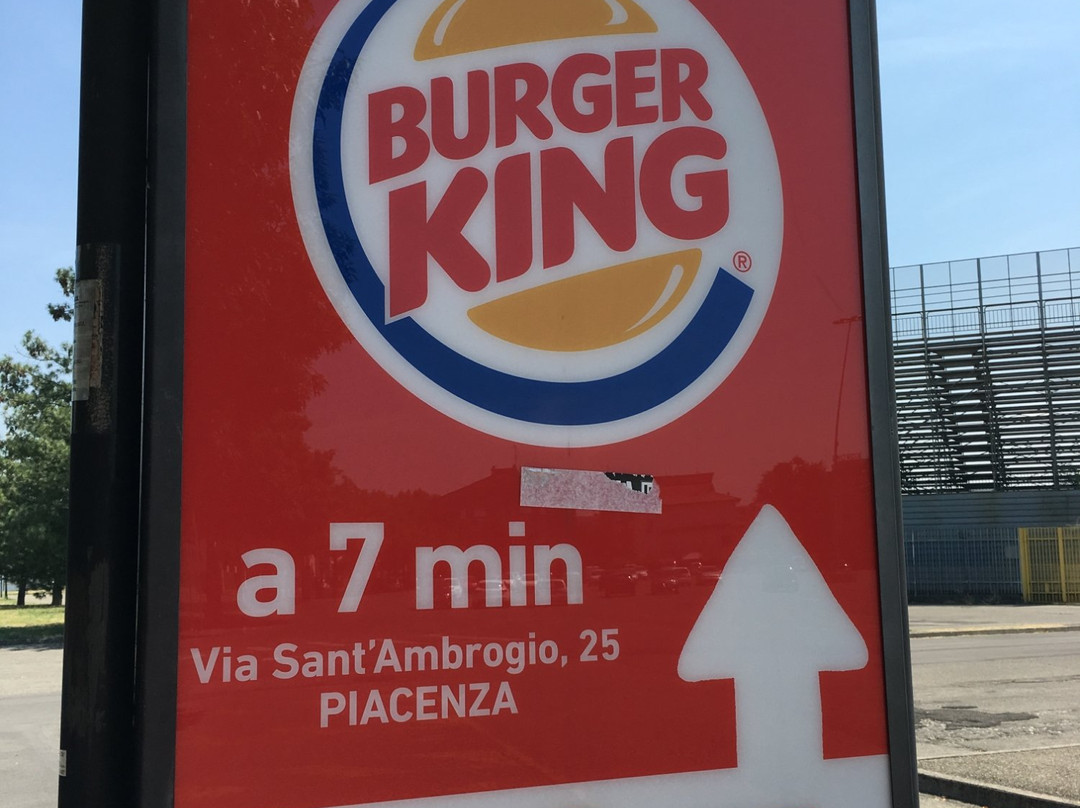 BURGER
KING
®
a 7 min
Via Sant'Ambrogio, 25
PIACENZA